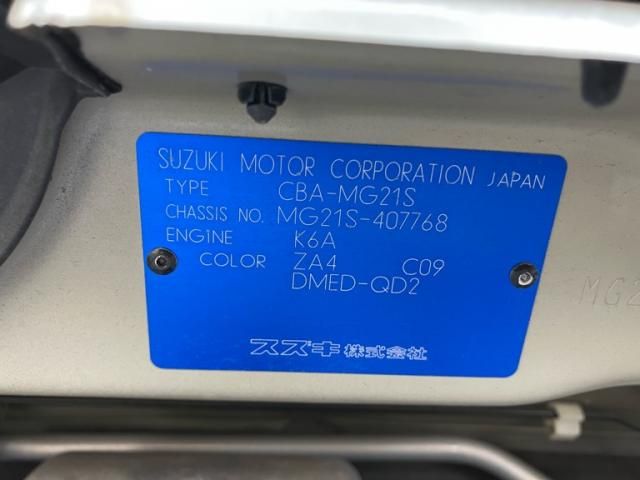 SUZUKI MOTOR CORPORATION JAPAN
TYPE CBA-MG21S
CHASSIS NO. MG21S-407768
ENGINE K6A
COLOR ZA4 C09
DMED-QD2
スズキ株式会社
MG2